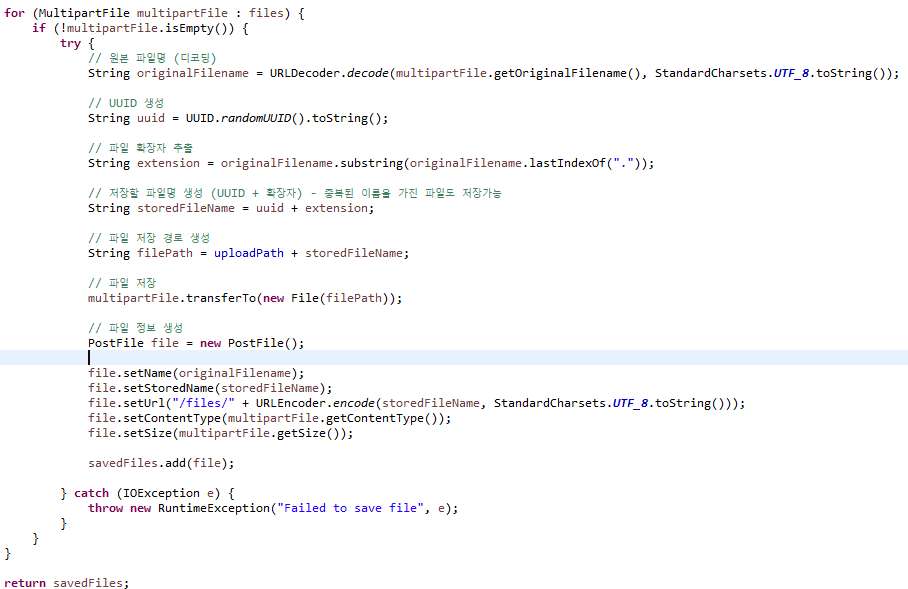 for (MultipartFile multipartFile : files) {
if (!multipartFile.isEmpty()) {
try {
// 원본 파일명 (디코딩)
String originalFilename = URLDecoder.decode(multipartFile.getOriginalFilename(), StandardCharsets.UTF_8.toString());
// UUID 생성
String uuid = UUID.randomUUID().toString();
// 파일 확장자 추출
String extension = originalFilename.substring(originalFilename.lastIndexOf("."));
// 저장할 파일명 생성 (UUID + 확장자) - 중복된 이름을 가진 파일도 저장가능
String storedFileName = uuid + extension;
// 파일 저장 경로 생성
String filePath = uploadPath + storedFileName;
// 파일 저장
multipartFile.transferTo(new File(filePath));
// 파일 정보 생성
PostFile file = new PostFile();
file.setName(originalFilename);
file.setStoredName(storedFileName);
file.setUrl("/files/" + URLEncoder.encode(storedFileName, StandardCharsets.UTF_8.toString()));
file.setContentType(multipartFile.getContentType());
file.setSize(multipartFile.getSize());
savedFiles.add(file);
} catch (IOException e) {
throw new RuntimeException("Failed to save file", e);
}
}
}
return savedFiles;